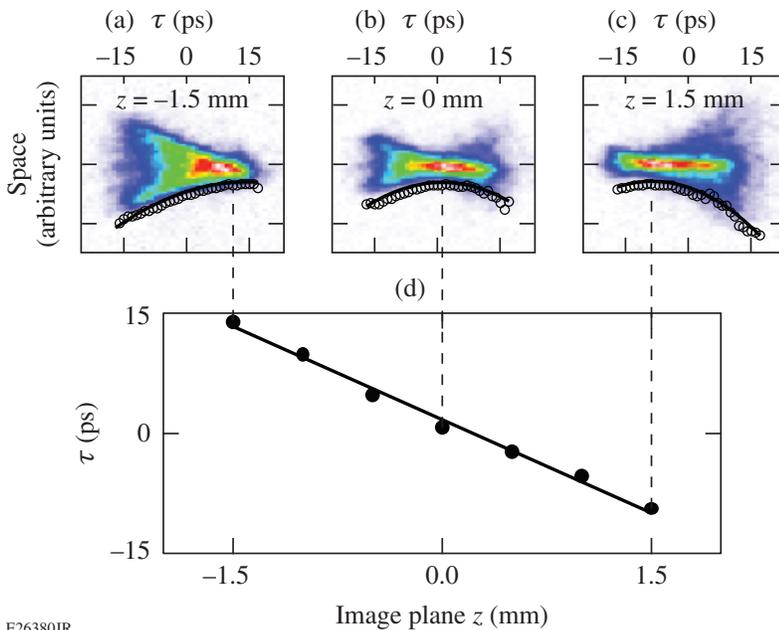 (a) τ (ps)
(b) τ (ps)
(c) τ (ps)
–15 0 15
–15 0 15
–15 0 15
Space
(arbitrary units)
z = –1.5 mm
z = 0 mm
z = 1.5 mm
(d)
15
0
–15
τ (ps)
–1.5 0.0 1.5
Image plane z (mm)
E26380JR